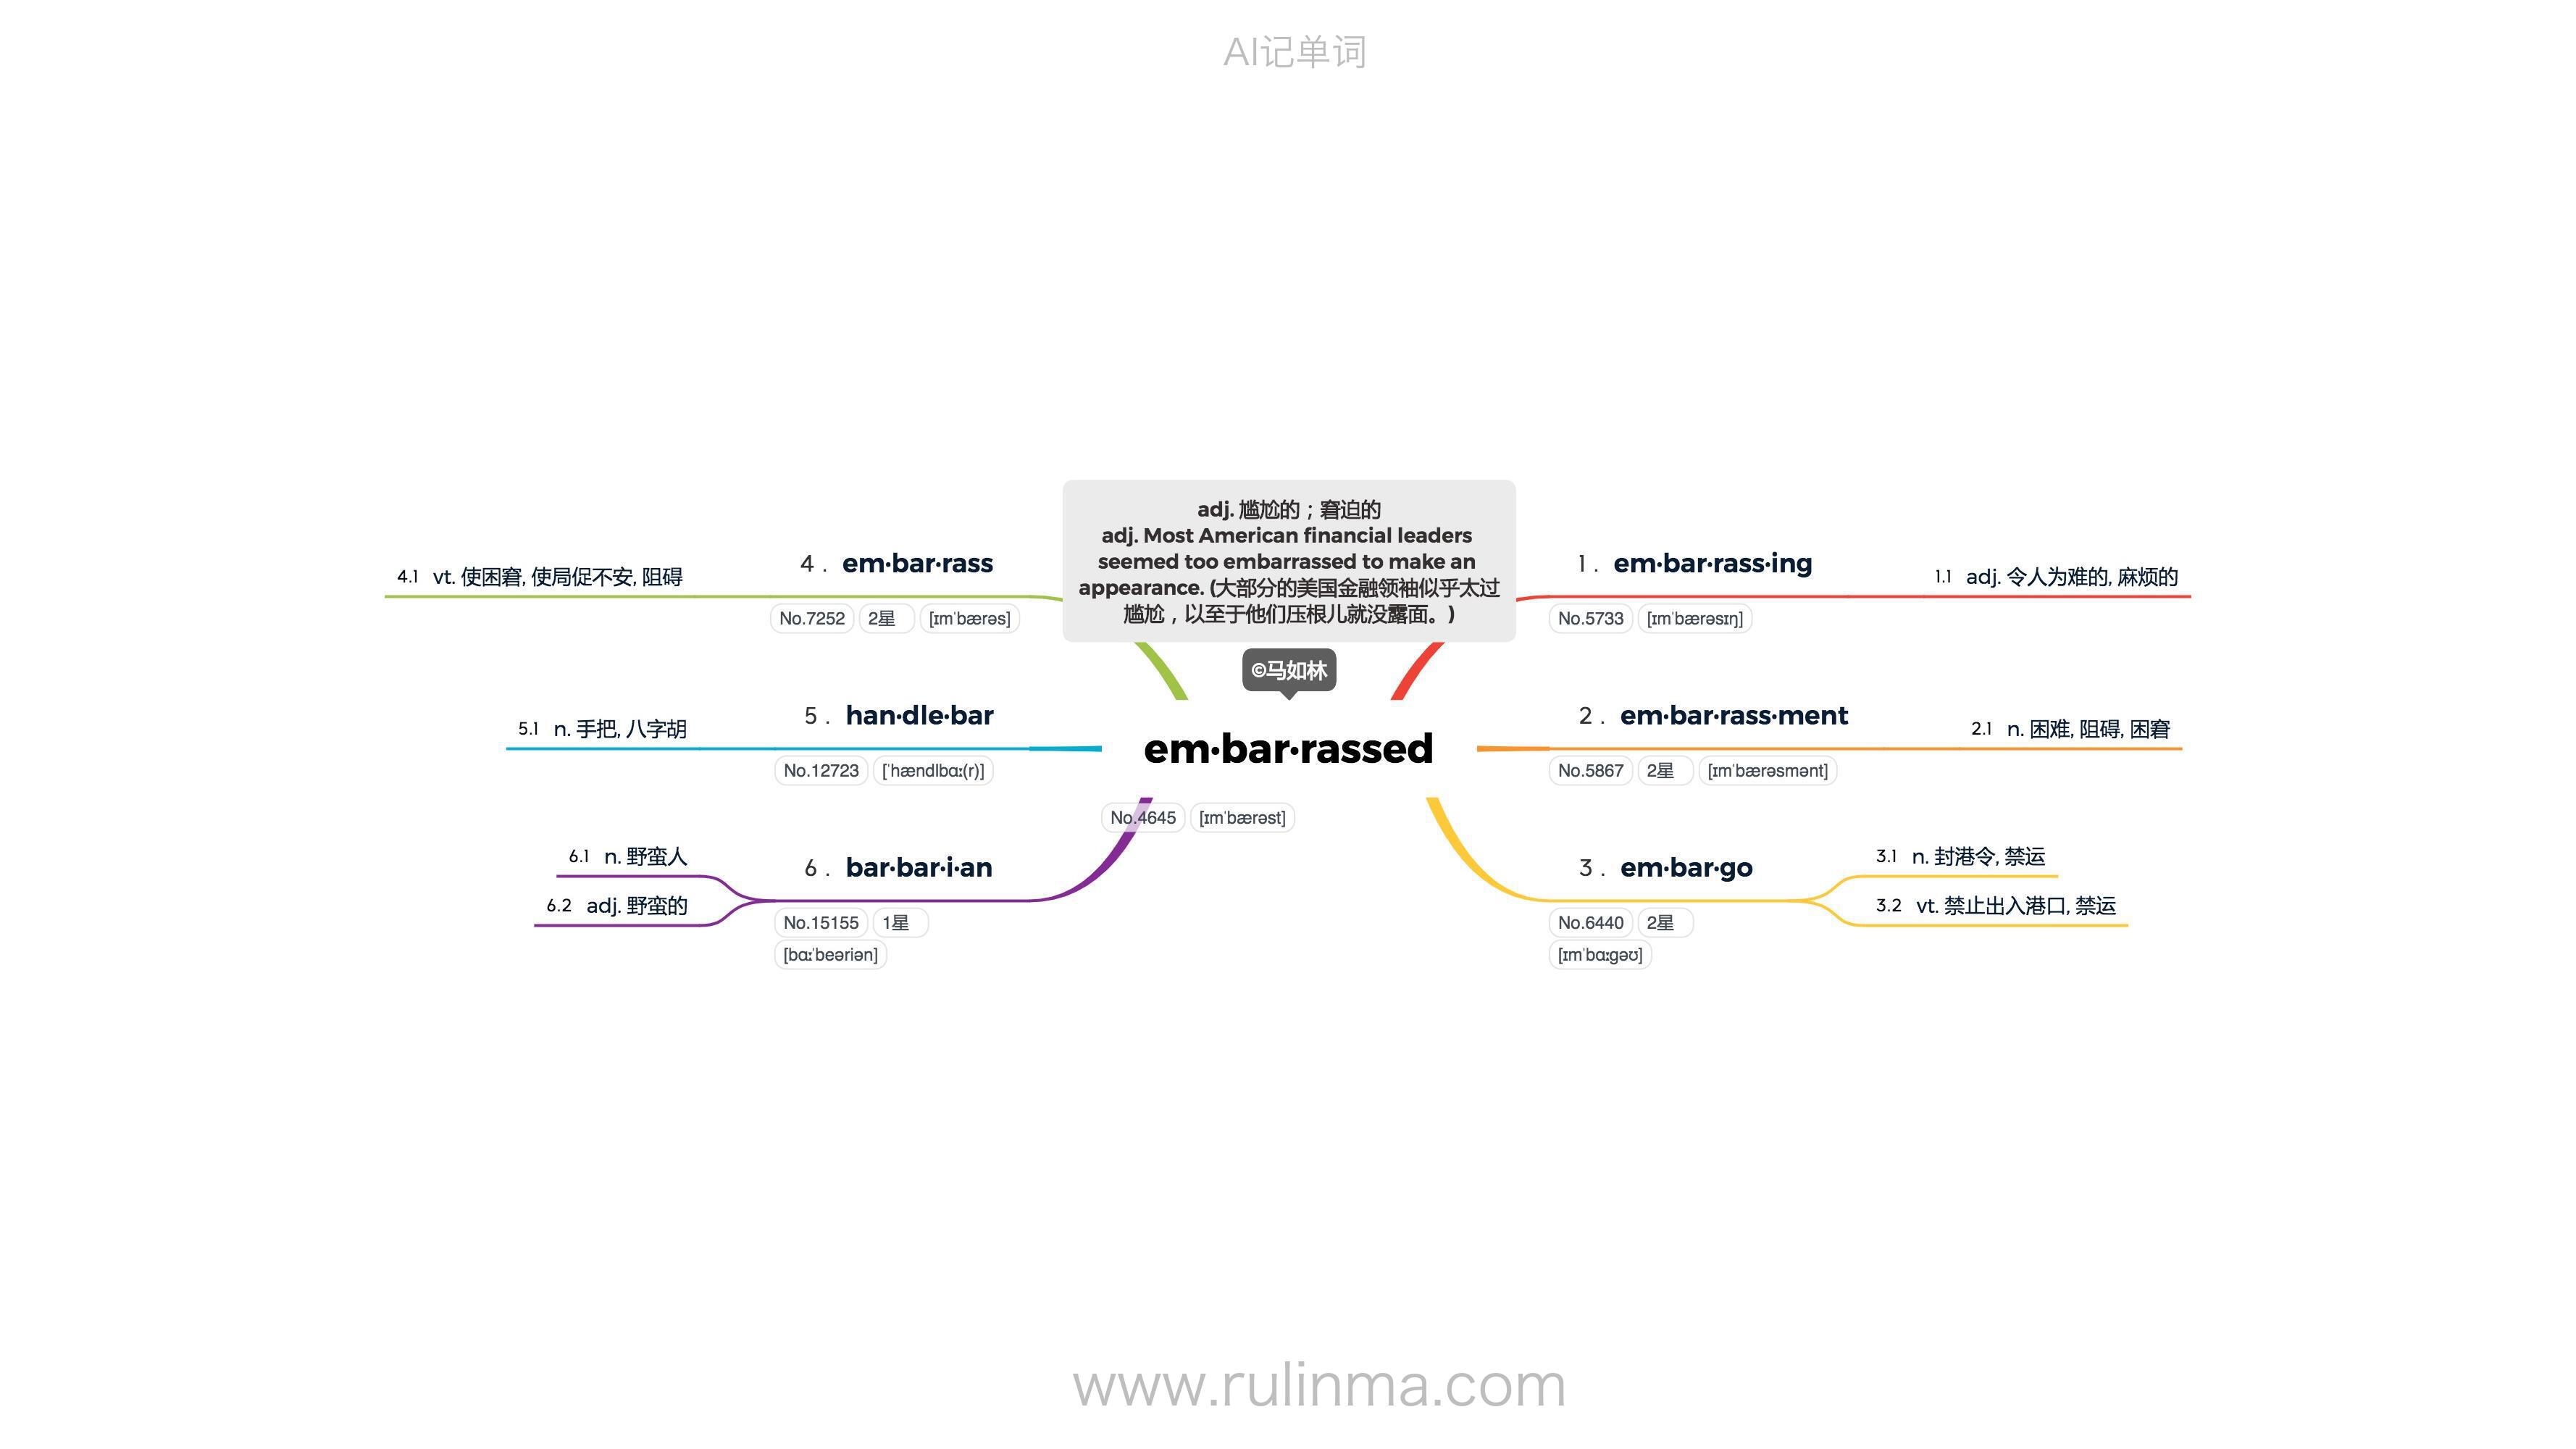 AI记单词
adj. 尴尬的；窘迫的
adj. Most American financial leaders
seemed too embarrassed to make an
appearance. (大部分的美国金融领袖似乎太过
尴尬，以至于他们压根儿就没露面。)
©马如林
em·bar·rassed
No.4645 [ɪmˈbærəst]
1 . em·bar·rass·ing
No.5733 [ɪmˈbærəsɪŋ]
1.1 adj. 令人为难的, 麻烦的
2 . em·bar·rass·ment
No.5867 2星 [ɪmˈbærəsmənt]
2.1 n. 困难, 阻碍, 困窘
3 . em·bar·go
No.6440 2星
[ɪmˈbɑːgəʊ]
3.1 n. 封港令, 禁运
3.2 vt. 禁止出入港口, 禁运
4 . em·bar·rass
No.7252 2星 [ɪmˈbærəs]
4.1 vt. 使困窘, 使局促不安, 阻碍
5 . han·dle·bar
No.12723 [ˈhændlbɑː(r)]
5.1 n. 手把, 八字胡
6 . bar·bar·i·an
No.15155 1星
[bɑːˈbeəriən]
6.1 n. 野蛮人
6.2 adj. 野蛮的
www.rulinma.com